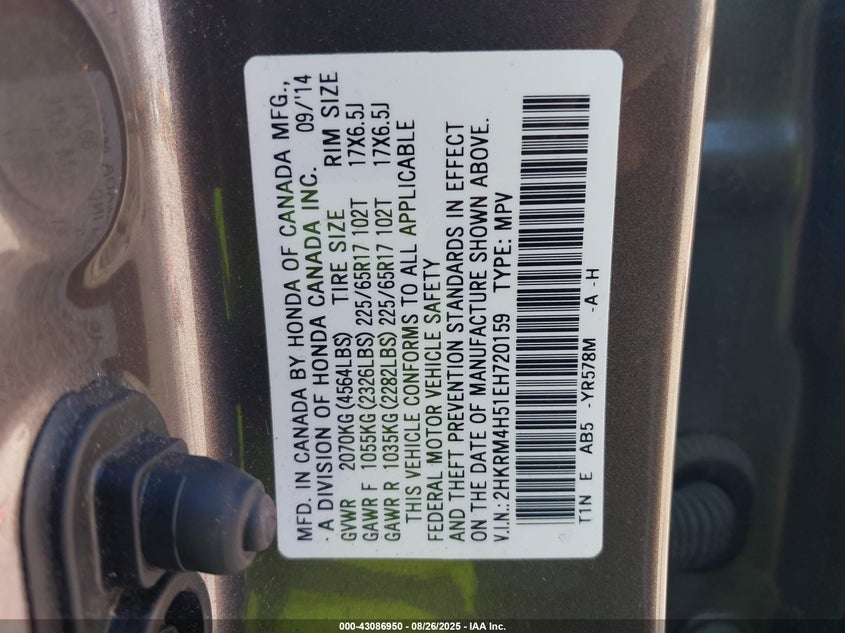 MFD. IN CANADA BY HONDA OF CANADA MFG.,
A DIVISION OF HONDA CANADA INC. 09/'14
GVWR 2070KG (4564LBS) TIRE SIZE RIM SIZE
GAWR F 1055KG (2326LBS) 225/65R17 102T 17X6.5J
GAWR R 1035KG (2282LBS) 225/65R17 102T 17X6.5J
THIS VEHICLE CONFORMS TO ALL APPLICABLE
FEDERAL MOTOR VEHICLE SAFETY
AND THEFT PREVENTION STANDARDS IN EFFECT
ON THE DATE OF MANUFACTURE SHOWN ABOVE.
V.I.N.: 2HKRM4H51EH720159 TYPE: MPV
T1N E AB5 -YR578M -A -H
000-43086950 - 08/26/2025 - IAA Inc.